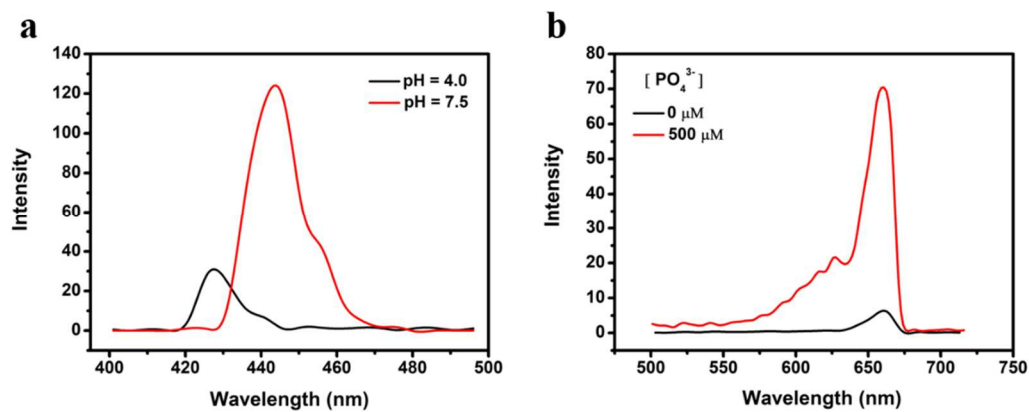 a
140
120
100
80
60
40
20
0
Intensity
400 420 440 460 480 500
Wavelength (nm)
pH = 4.0
pH = 7.5
b
80
70
60
50
40
30
20
10
0
Intensity
500 550 600 650 700 750
Wavelength (nm)
[ PO₄³⁻]
0 μM
500 μM